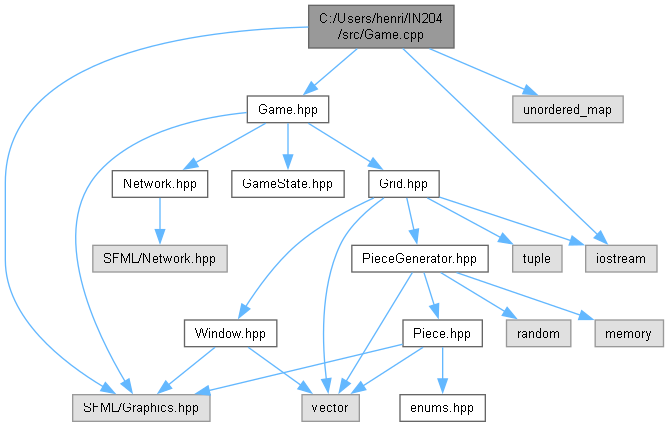 C:/Users/henri/IN204
/src/Game.cpp
Game.hpp
unordered_map
Network.hpp
GameState.hpp
Grid.hpp
SFML/Network.hpp
PieceGenerator.hpp
tuple
iostream
Window.hpp
Piece.hpp
random
memory
SFML/Graphics.hpp
vector
enums.hpp